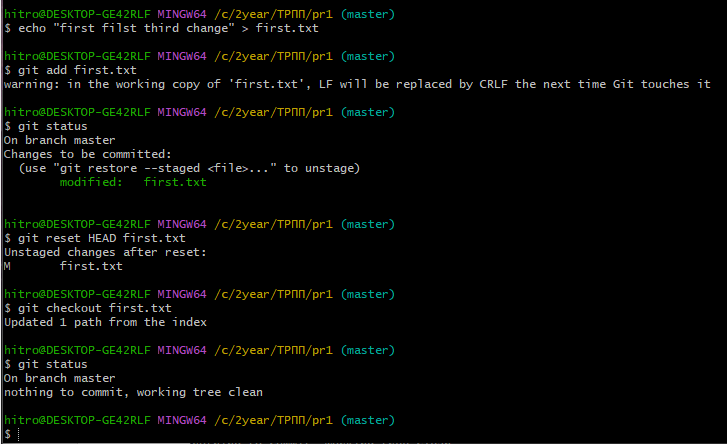 hitro@DESKTOP-GE42RLF MINGW64 /c/2year/ТРПП/pr1 (master)
$ echo "first filst third change" > first.txt
hitro@DESKTOP-GE42RLF MINGW64 /c/2year/ТРПП/pr1 (master)
$ git add first.txt
warning: in the working copy of 'first.txt', LF will be replaced by CRLF the next time Git touches it
hitro@DESKTOP-GE42RLF MINGW64 /c/2year/ТРПП/pr1 (master)
$ git status
On branch master
Changes to be committed:
  (use "git restore --staged <file>..." to unstage)
        modified:   first.txt
hitro@DESKTOP-GE42RLF MINGW64 /c/2year/ТРПП/pr1 (master)
$ git reset HEAD first.txt
Unstaged changes after reset:
M       first.txt
hitro@DESKTOP-GE42RLF MINGW64 /c/2year/ТРПП/pr1 (master)
$ git checkout first.txt
Updated 1 path from the index
hitro@DESKTOP-GE42RLF MINGW64 /c/2year/ТРПП/pr1 (master)
$ git status
On branch master
nothing to commit, working tree clean
hitro@DESKTOP-GE42RLF MINGW64 /c/2year/ТРПП/pr1 (master)
$